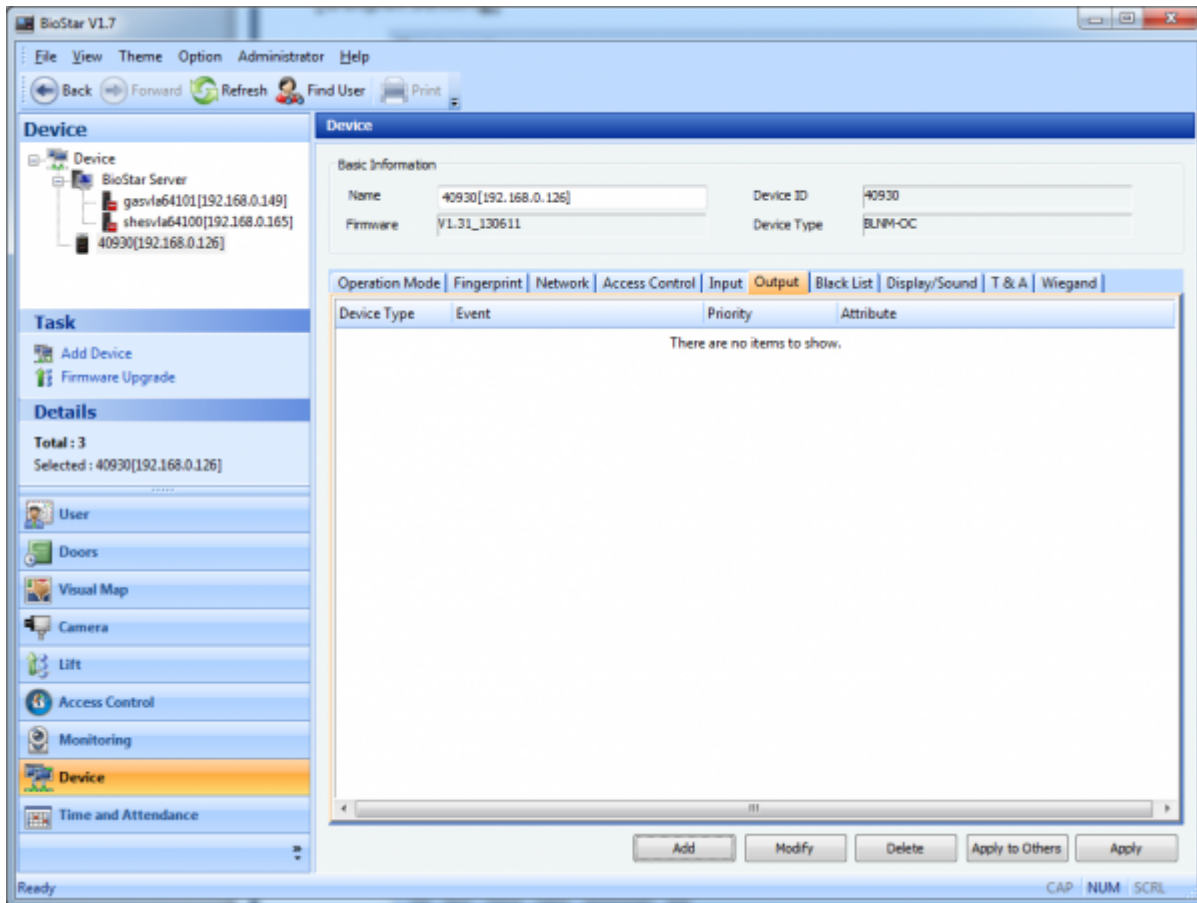 BioStar V1.7
File View Theme Option Administrator Help
Back Forward Refresh Find User Print
Device
Device
BioStar Server
gasvla64101[192.168.0.149]
shesvla64100[192.168.0.165]
40930[192.168.0.126]
Task
Add Device
Firmware Upgrade
Details
Total : 3
Selected : 40930[192.168.0.126]
User
Doors
Visual Map
Camera
Lift
Access Control
Monitoring
Device
Time and Attendance
Device
Basic Information
Name 40930[192.168.0.126] Device ID 40930
Firmware V1.31_130611 Device Type BLNM-OC
Operation Mode Fingerprint Network Access Control Input Output Black List Display/Sound T & A Wiegand
Device Type Event Priority Attribute
There are no items to show.
Add Modify Delete Apply to Others Apply
Ready CAP NUM SCRL